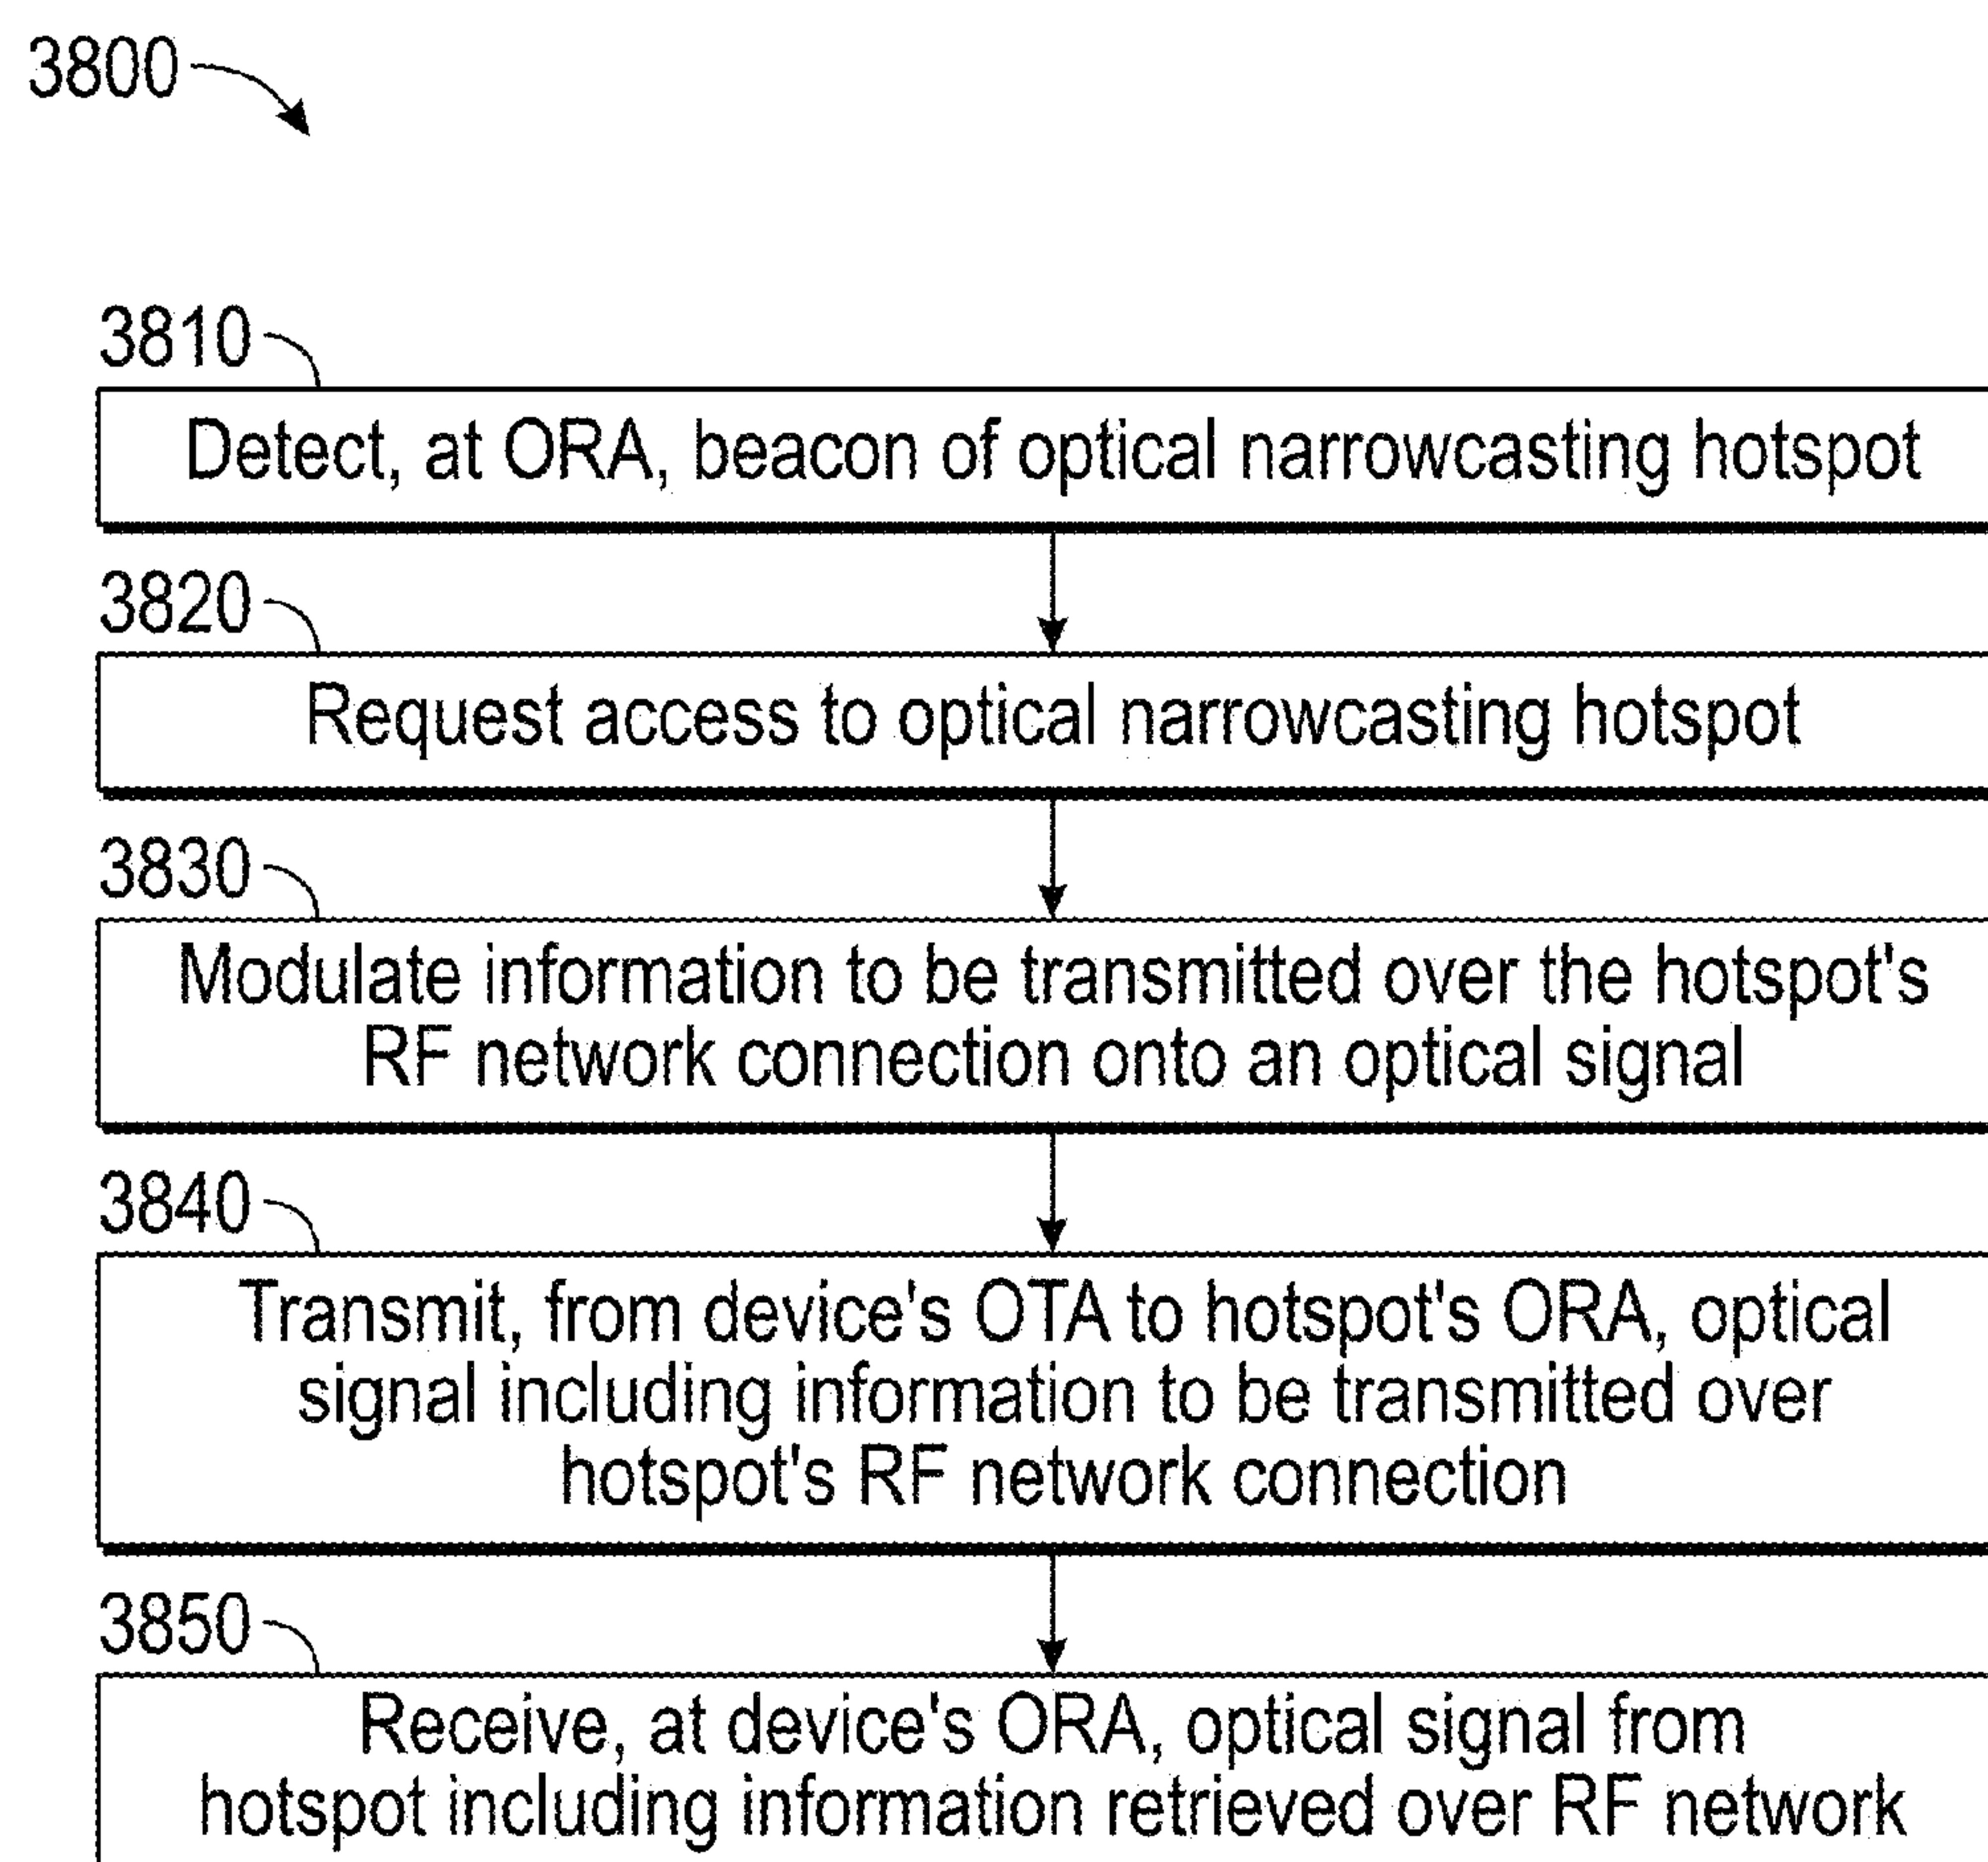 3800
3810
Detect, at ORA, beacon of optical narrowcasting hotspot
3820
Request access to optical narrowcasting hotspot
3830
Modulate information to be transmitted over the hotspot's
RF network connection onto an optical signal
3840
Transmit, from device's OTA to hotspot's ORA, optical
signal including information to be transmitted over
hotspot's RF network connection
3850
Receive, at device's ORA, optical signal from
hotspot including information retrieved over RF network